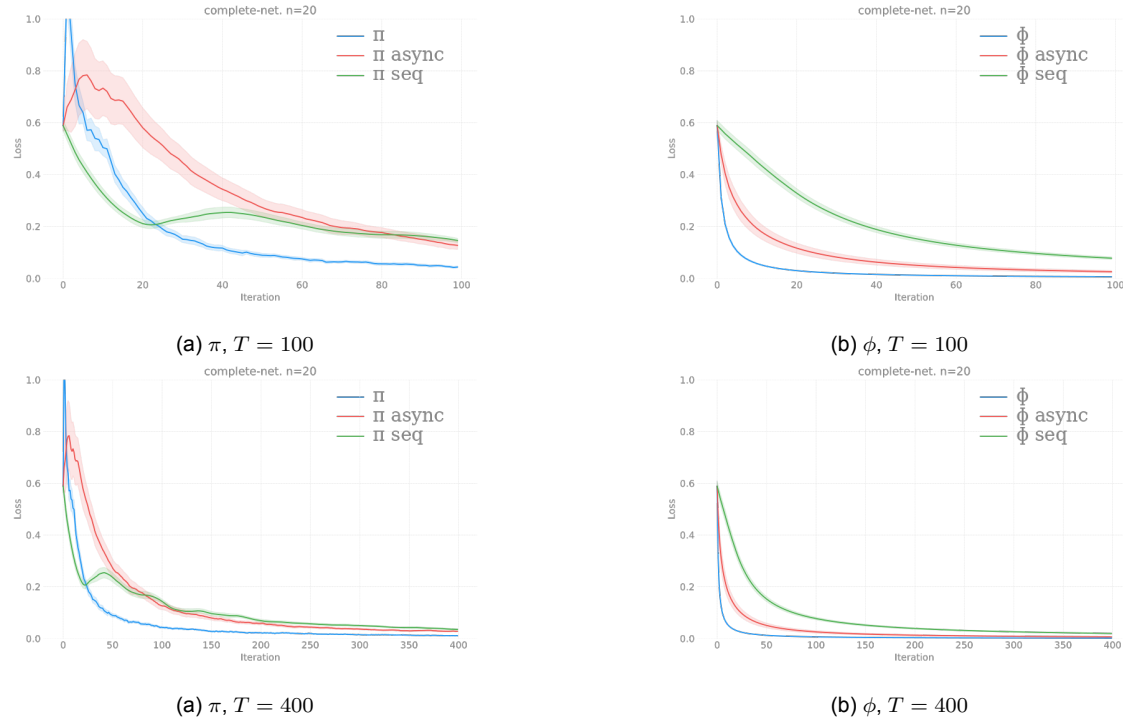 complete-net. n=20
1.0
0.8
0.6
0.4
0.2
0.0
Loss
π
π async
π seq
0 20 40 60 80 100
Iteration
(a) π, T = 100
complete-net. n=20
1.0
0.8
0.6
0.4
0.2
0.0
Loss
ϕ
ϕ async
ϕ seq
0 20 40 60 80 100
Iteration
(b) ϕ, T = 100
complete-net. n=20
1.0
0.8
0.6
0.4
0.2
0.0
Loss
π
π async
π seq
0 50 100 150 200 250 300 350 400
Iteration
(a) π, T = 400
complete-net. n=20
1.0
0.8
0.6
0.4
0.2
0.0
Loss
ϕ
ϕ async
ϕ seq
0 50 100 150 200 250 300 350 400
Iteration
(b) ϕ, T = 400